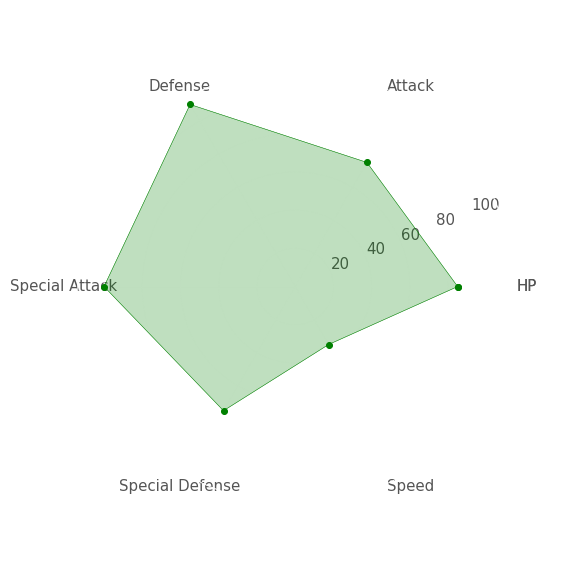 Defense
Attack
100
80
60
40
20
Special Attack
HP
Special Defense
Speed